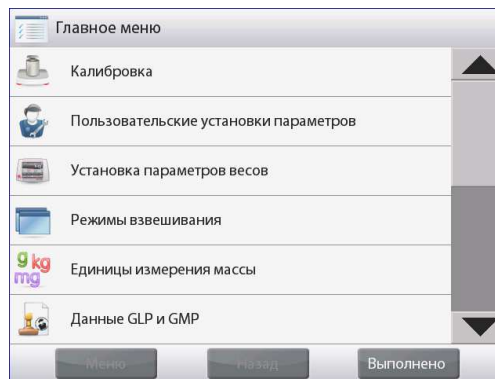 Главное меню
Калибровка
Пользовательские установки параметров
Установка параметров весов
Режимы взвешивания
g kg
mg
Единицы измерения массы
Данные GLP и GMP
Меню Назад Выполнено